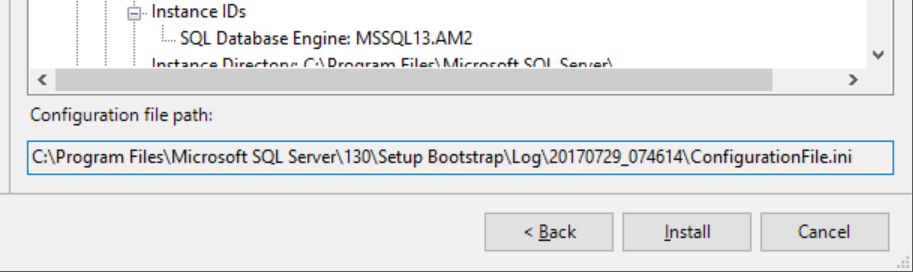 Instance IDs
SQL Database Engine: MSSQL13.AM2
Instance Directory: C:\Program Files\Microsoft SQL Server\
Configuration file path:
C:\Program Files\Microsoft SQL Server\130\Setup Bootstrap\Log\20170729_074614\ConfigurationFile.ini
< Back Install Cancel